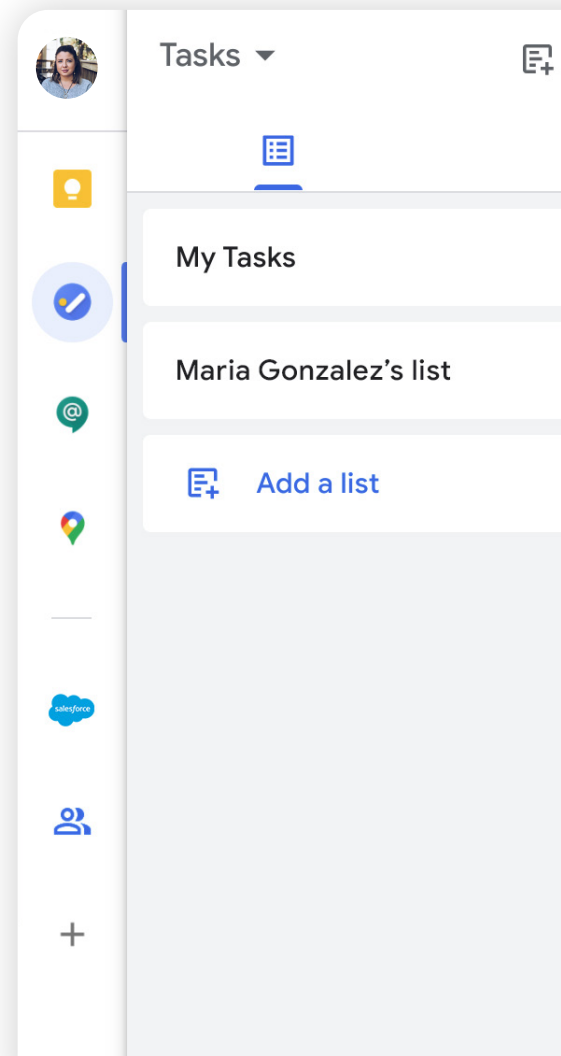 Tasks
My Tasks
Maria Gonzalez’s list
Add a list
salesforce